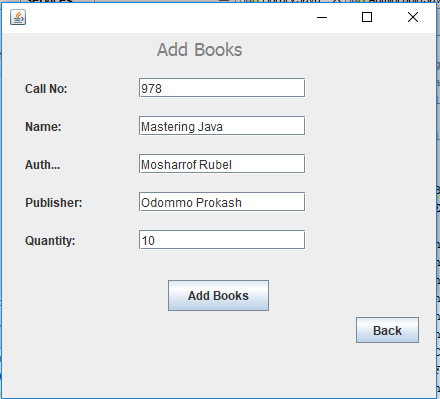 Add Books
Call No: 978
Name: Mastering Java
Auth... Mosharrof Rubel
Publisher: Odommo Prokash
Quantity: 10
Add Books
Back